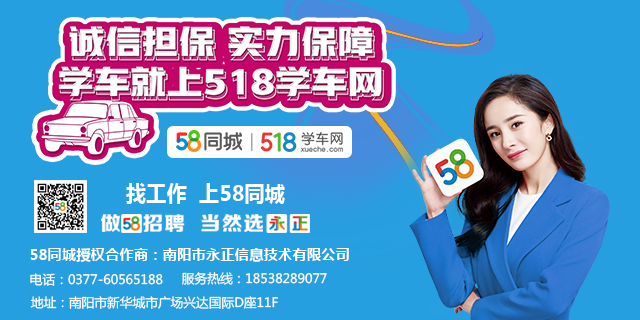 诚信担保 实力保障
学车就上518学车网
58同城 518学车网
xueche.com
58
找工作 上58同城
做58招聘 当然选永正
58同城授权合作商：南阳市永正信息技术有限公司
电话：0377-60565188 服务热线：18538289077
地址：南阳市新华城市广场兴达国际D座11F